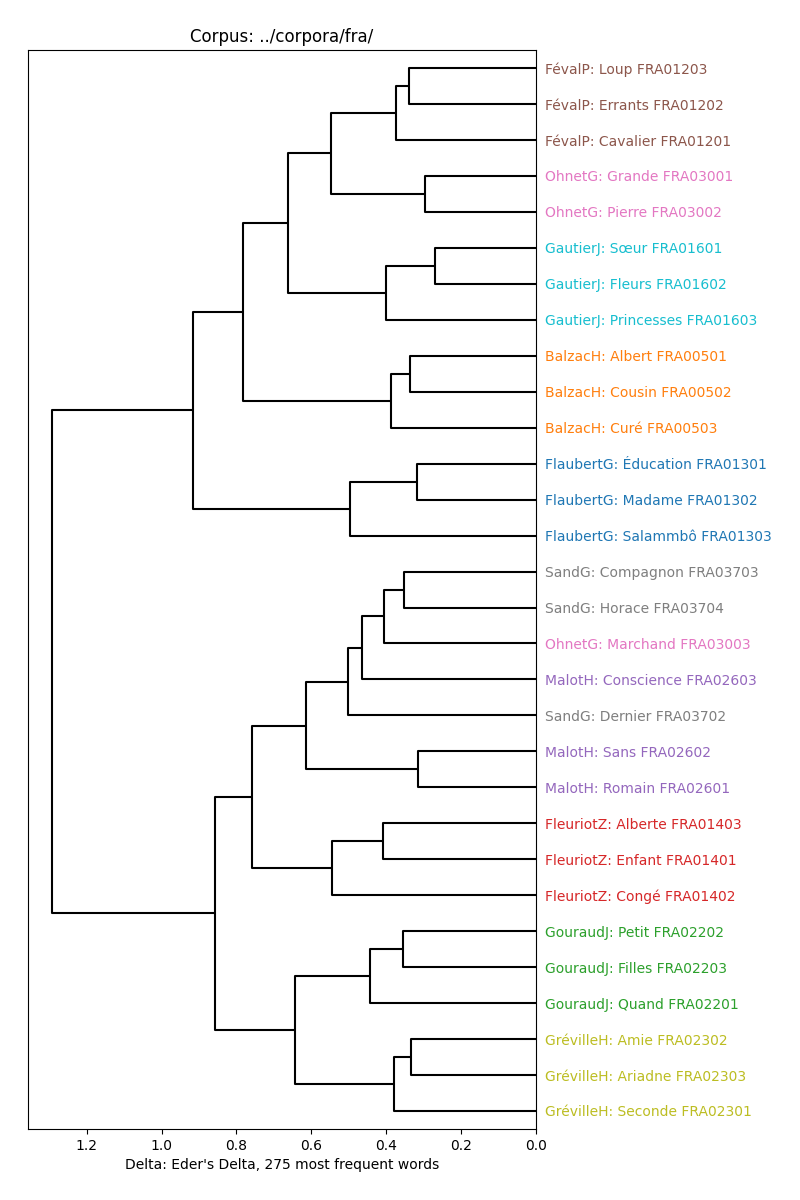 Corpus: ../corpora/fra/
FévalP: Loup FRA01203
FévalP: Errants FRA01202
FévalP: Cavalier FRA01201
OhnetG: Grande FRA03001
OhnetG: Pierre FRA03002
GautierJ: Sœur FRA01601
GautierJ: Fleurs FRA01602
GautierJ: Princesses FRA01603
BalzacH: Albert FRA00501
BalzacH: Cousin FRA00502
BalzacH: Curé FRA00503
FlaubertG: Éducation FRA01301
FlaubertG: Madame FRA01302
FlaubertG: Salammbô FRA01303
SandG: Compagnon FRA03703
SandG: Horace FRA03704
OhnetG: Marchand FRA03003
MalotH: Conscience FRA02603
SandG: Dernier FRA03702
MalotH: Sans FRA02602
MalotH: Romain FRA02601
FleuriotZ: Alberte FRA01403
FleuriotZ: Enfant FRA01401
FleuriotZ: Congé FRA01402
GouraudJ: Petit FRA02202
GouraudJ: Filles FRA02203
GouraudJ: Quand FRA02201
GrévilleH: Amie FRA02302
GrévilleH: Ariadne FRA02303
GrévilleH: Seconde FRA02301
1.2 1.0 0.8 0.6 0.4 0.2 0.0
Delta: Eder's Delta, 275 most frequent words